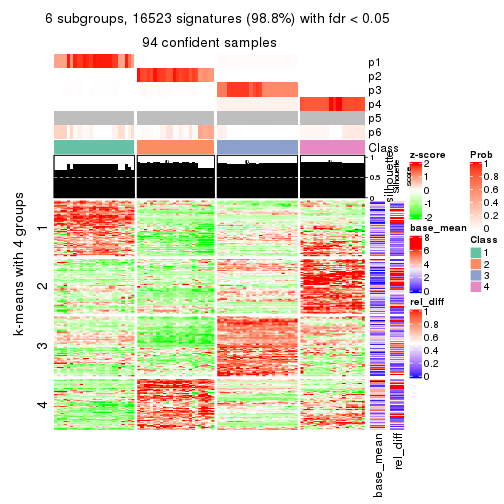 6 subgroups, 16523 signatures (98.8%) with fdr < 0.05
94 confident samples
p1
p2
p3
p4
p5
p6
Class
1
0.5
0
silhouette
Silhouette
score
k-means with 4 groups
1
2
3
4
base_mean
rel_diff
z-score
2
1
0
-1
-2
base_mean
8
6
4
2
0
rel_diff
1
0.8
0.6
0.4
0.2
0
Prob
1
0.8
0.6
0.4
0.2
0
Class
1
2
3
4